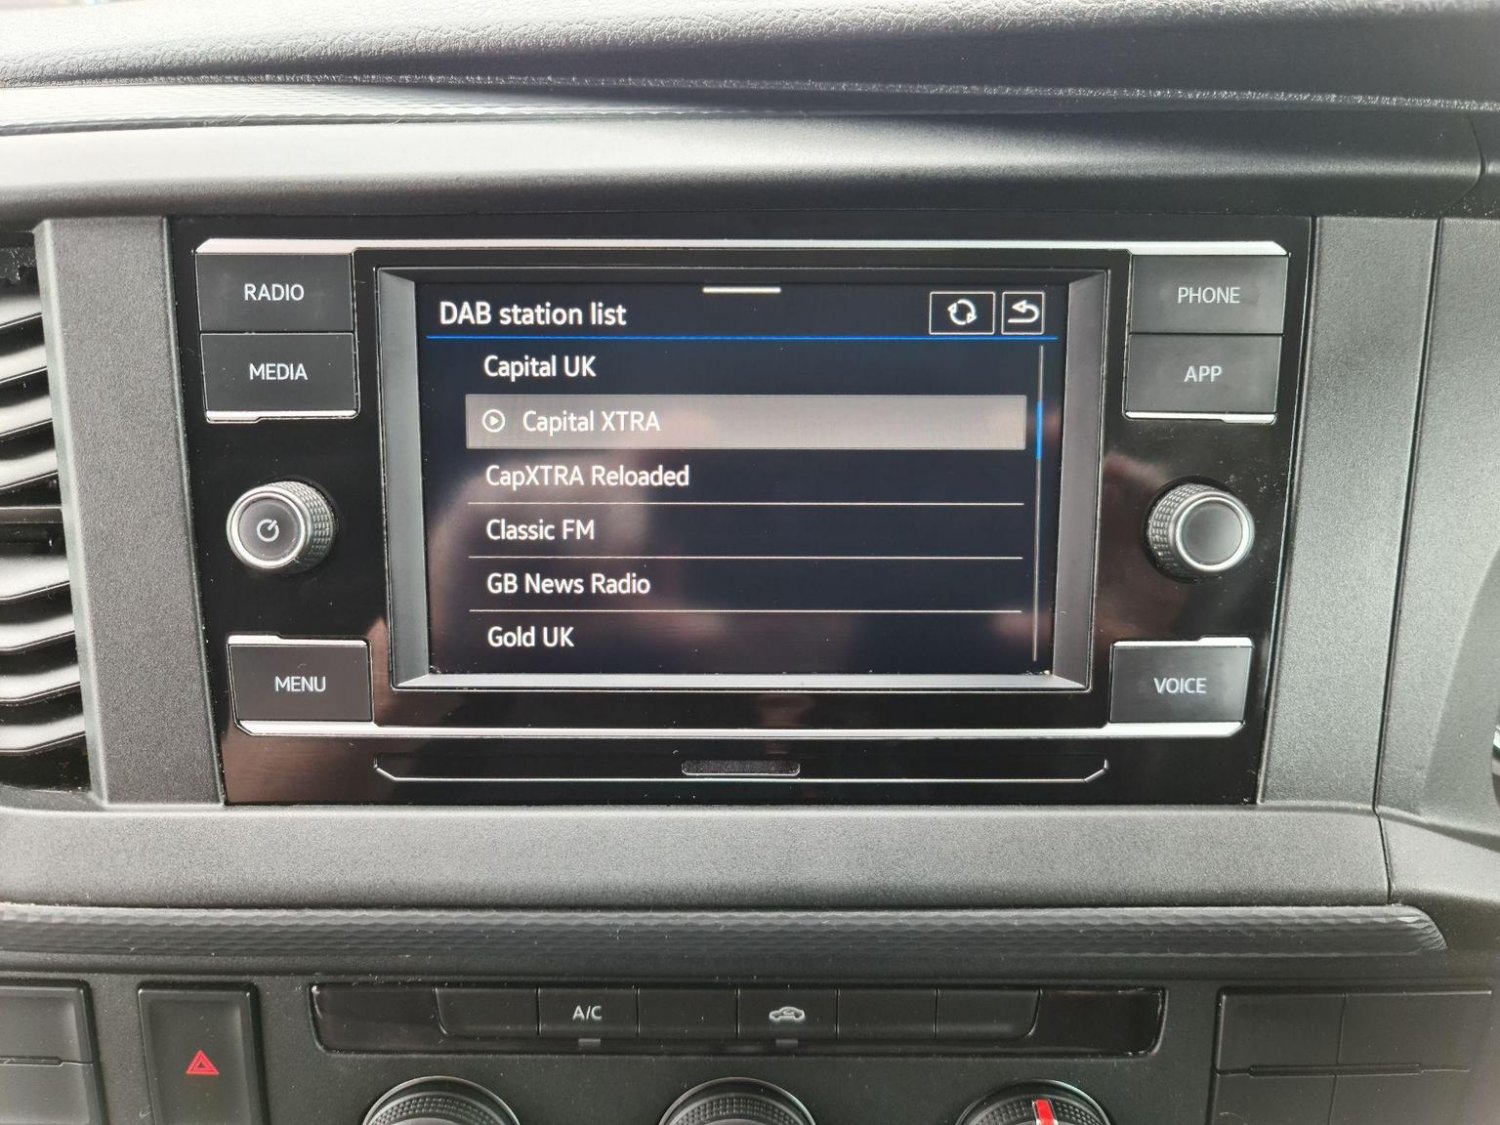 RADIO
MEDIA
DAB station list
Capital UK
Capital XTRA
CapXTRA Reloaded
Classic FM
GB News Radio
Gold UK
MENU
PHONE
APP
VOICE
A/C